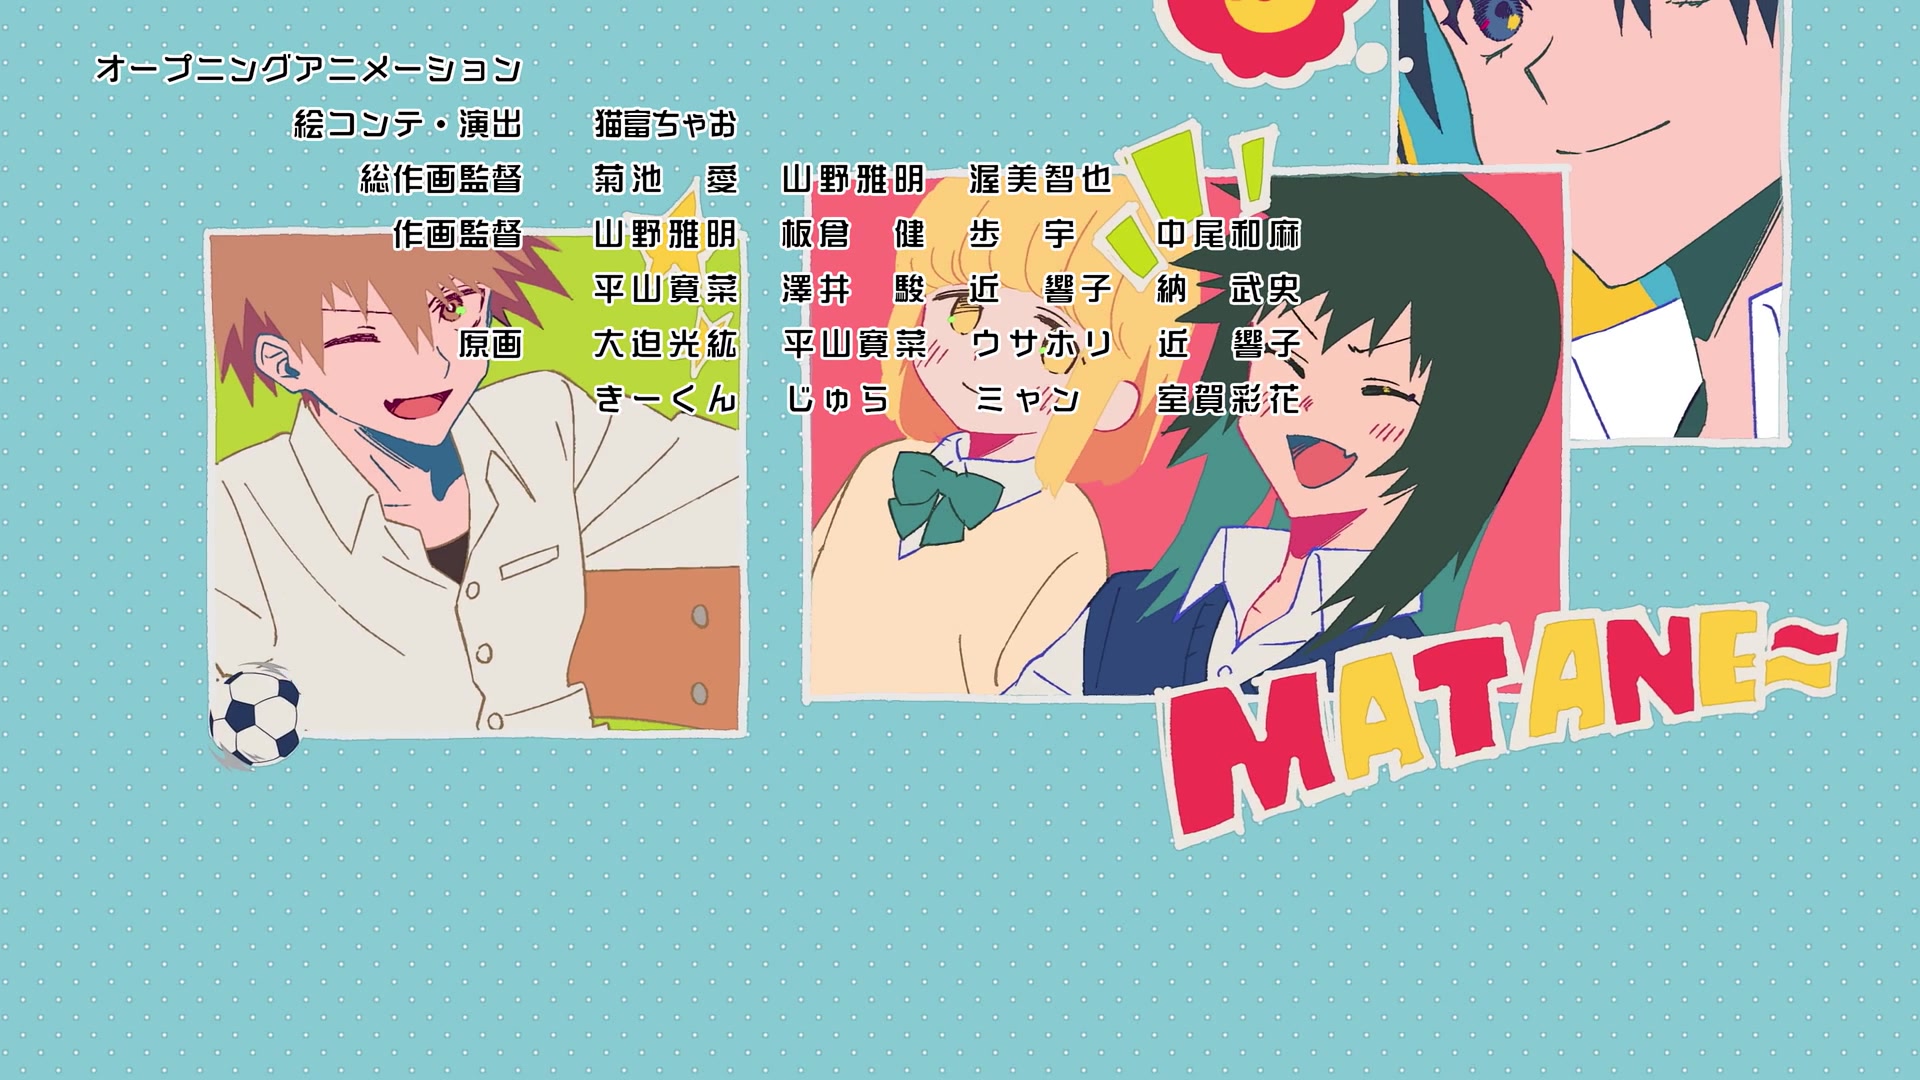 オープニングアニメーション
絵コンテ・演出 猫富ちゃお
総作画監督 菊池 愛 山野雅明 渥美智也
作画監督 山野雅明 板倉 健 歩 宇 中尾和麻
平山寛菜 澤井 駿 近 響子 納 武史
原画 大迫光紘 平山寛菜 ウサホリ 近 響子
きーくん じゅら ミャン 室賀彩花
MATANE~